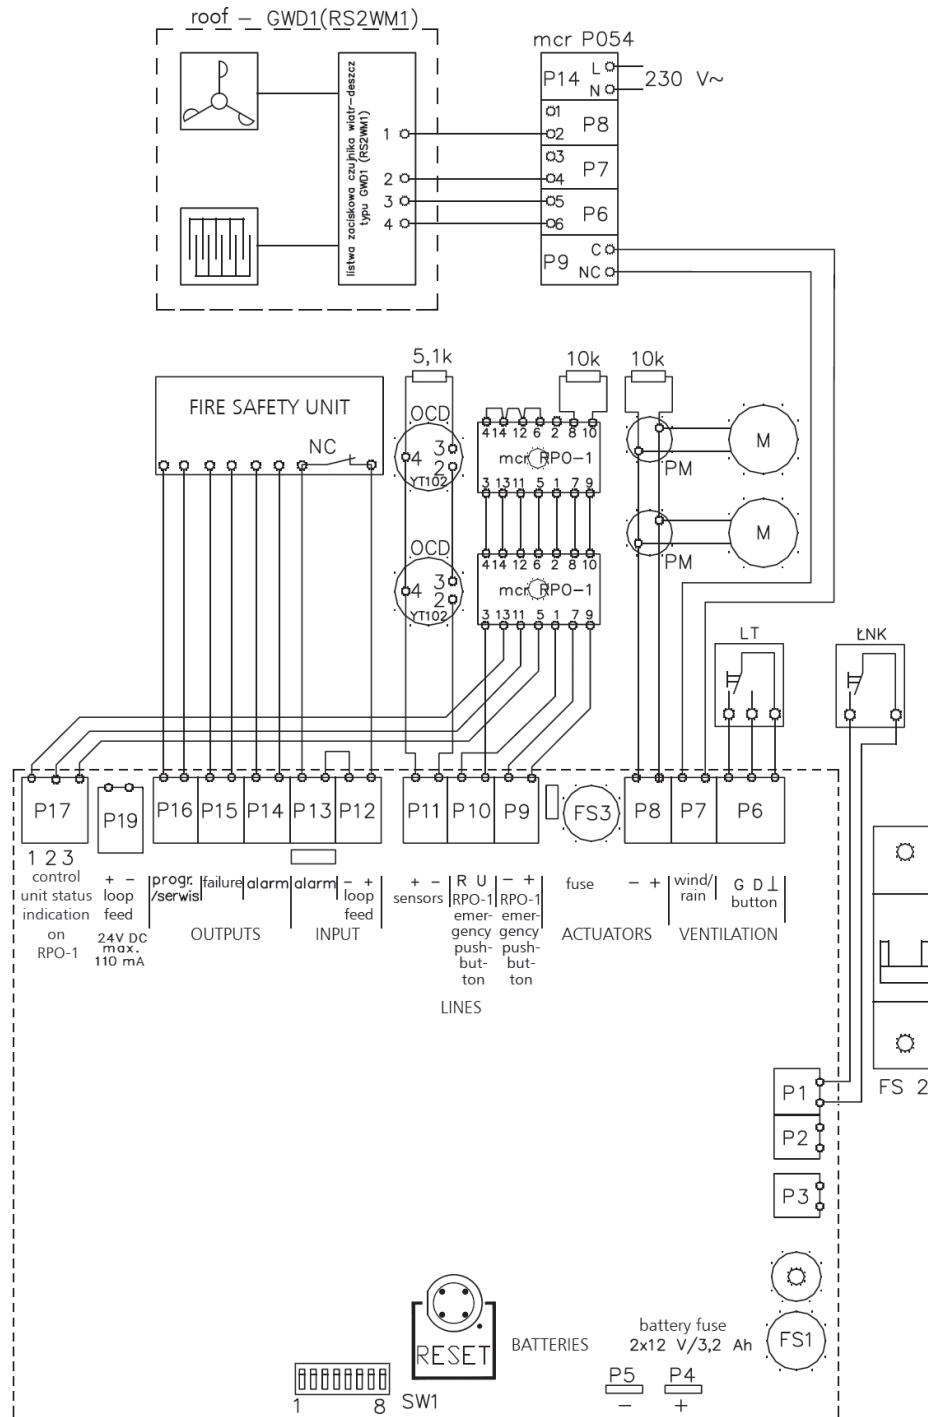 roof – GWD1(RS2WM1)
listwa zaciskowa czujnika wiatr–deszcz
typu GWD1 (RS2WM1)
1
2
3
4
mcr P054
P14 L
N
230 V~
1
2
P8
3
4
P7
5
6
P6
P9 C
NC
FIRE SAFETY UNIT
NC
5,1k
OCD
4 3
2
YT102
OCD
4 3
2
YT102
10k
10k
4 14 12 6 2 8 10
mcr RPO–1
3 13 11 5 1 7 9
4 14 12 6 2 8 10
mcr RPO–1
3 13 11 5 1 7 9
M
PM
M
PM
LT
ŁNK
P17
P19
P16
P15
P14
P13
P12
P11
P10
P9
FS3
P8
P7
P6
1 2 3
control
unit status
indication
on
RPO-1
+ –
loop
feed
24V DC
max.
110 mA
progr.
/serwis
failure
alarm
OUTPUTS
alarm
– +
loop
feed
INPUT
+ –
sensors
R U
RPO-1
emer-
gency
push-
but-
ton
– +
RPO-1
emer-
gency
push-
but-
ton
LINES
fuse
– +
ACTUATORS
wind/
rain
G D ⊥
button
VENTILATION
FS 2
P1
P2
P3
FS1
RESET
BATTERIES
battery fuse
2x12 V/3,2 Ah
P5
–
P4
+
1 8
SW1